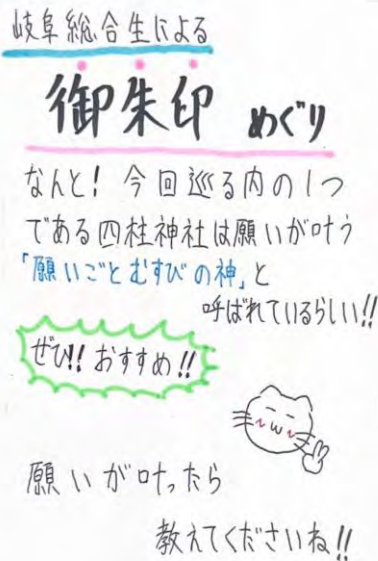 岐阜総合生による
御朱印 めぐり
なんと! 今回巡る内の1つ
である四柱神社は願いが叶う
「願いごとむすびの神」と
呼ばれているらしい!!
ぜひ!! おすすめ!!
願いが叶ったら
教えてくださいね!!